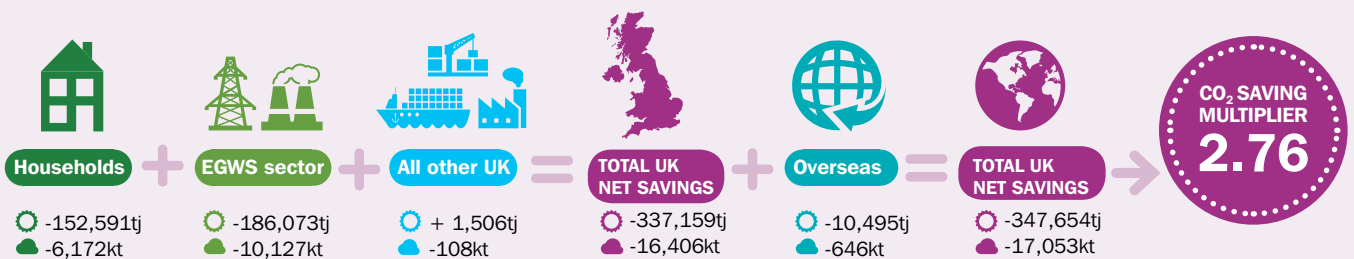 Households
-152,591tj
-6,172kt
EGWS sector
-186,073tj
-10,127kt
All other UK
+ 1,506tj
-108kt
TOTAL UK
NET SAVINGS
-337,159tj
-16,406kt
Overseas
-10,495tj
-646kt
TOTAL UK
NET SAVINGS
-347,654tj
-17,053kt
CO₂ SAVING
MULTIPLIER
2.76